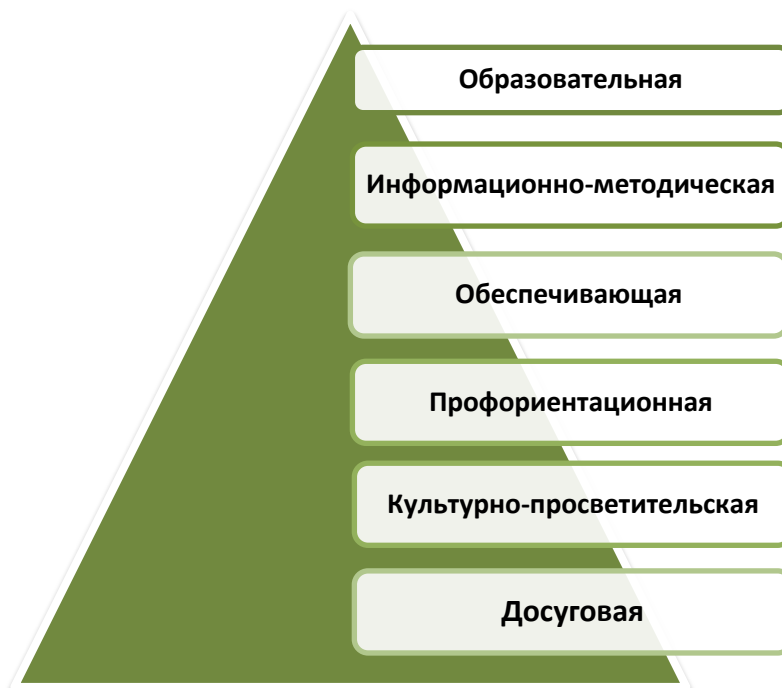 Образовательная
Информационно-методическая
Обеспечивающая
Профориентационная
Культурно-просветительская
Досуговая